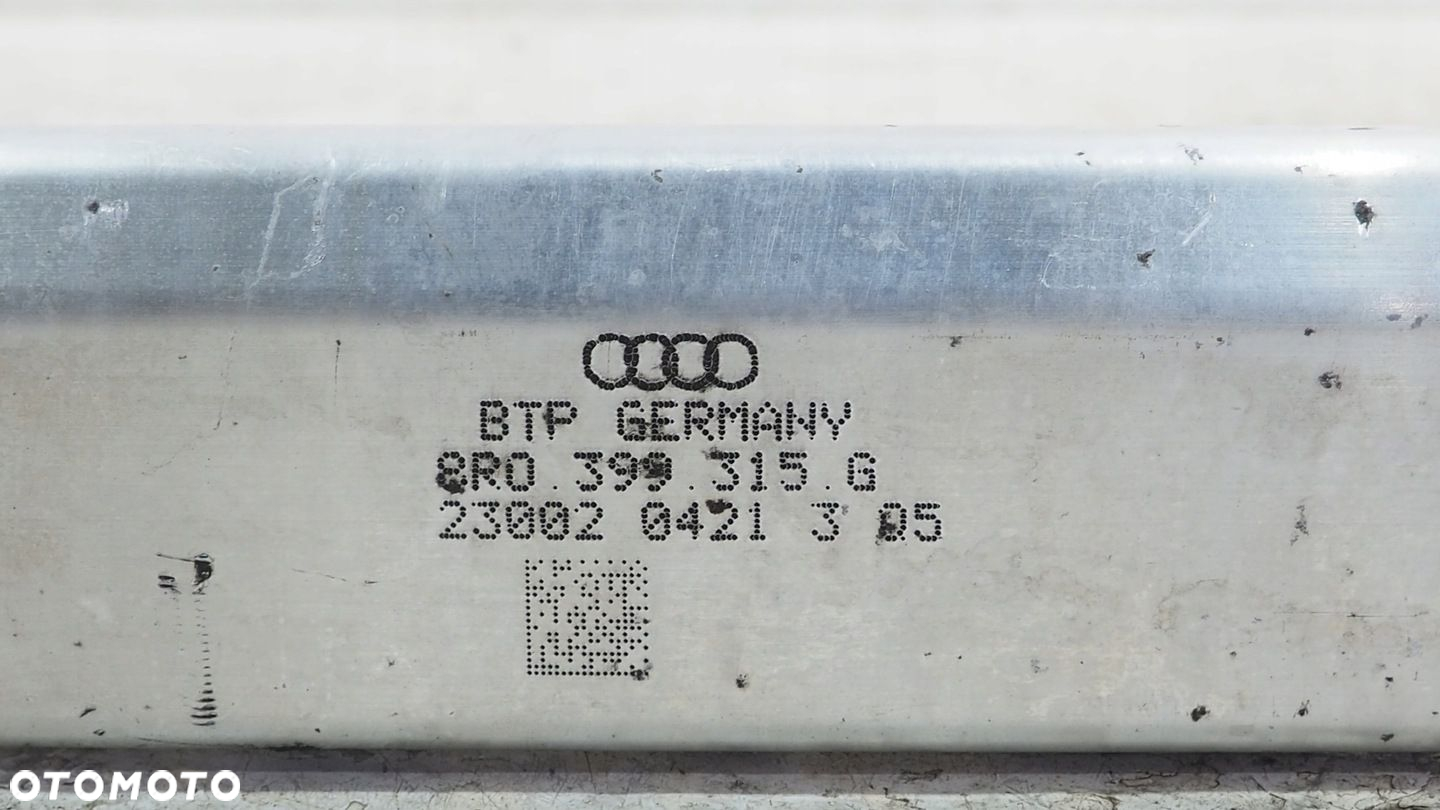 BTP GERMANY
8R0.399.315.G
23002 0421 3 05
OTOMOTO